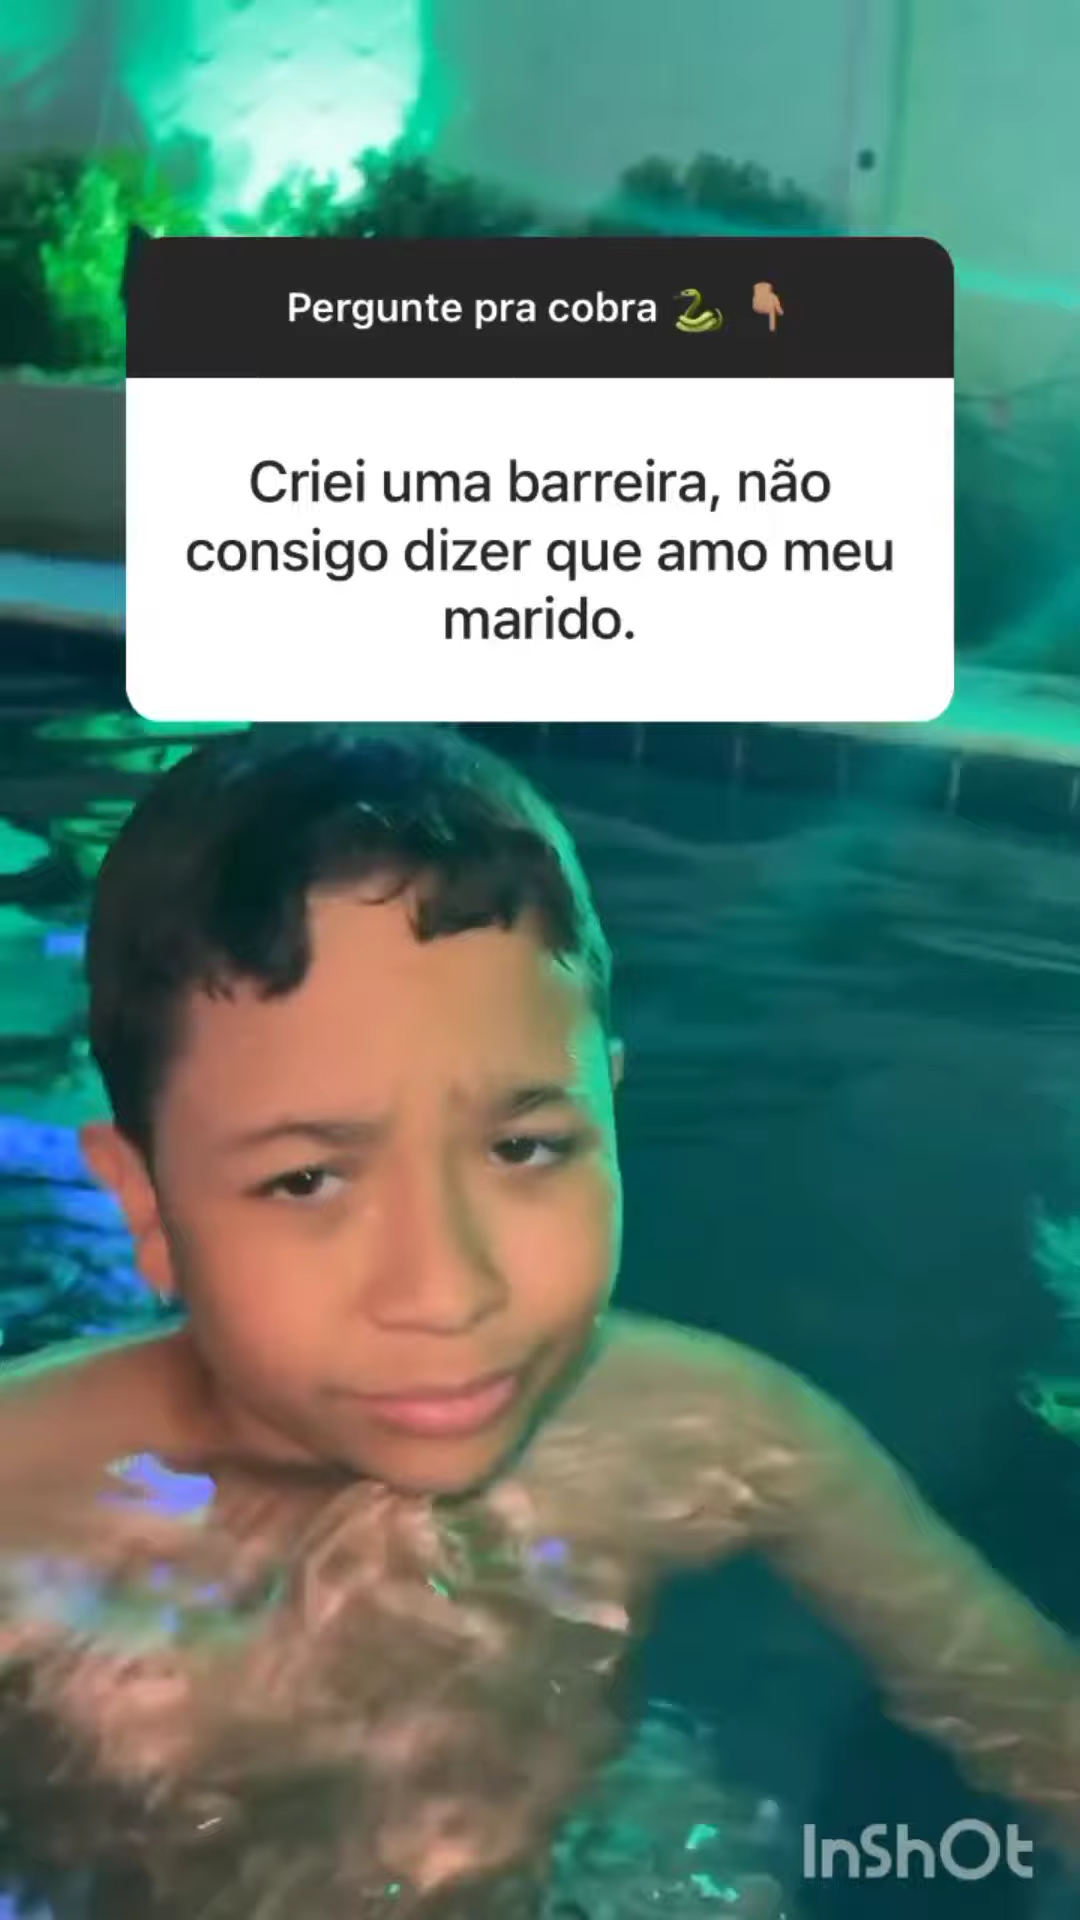 Pergunte pra cobra 🐍 👇🏽
Criei uma barreira, não
consigo dizer que amo meu
marido.
InShOt